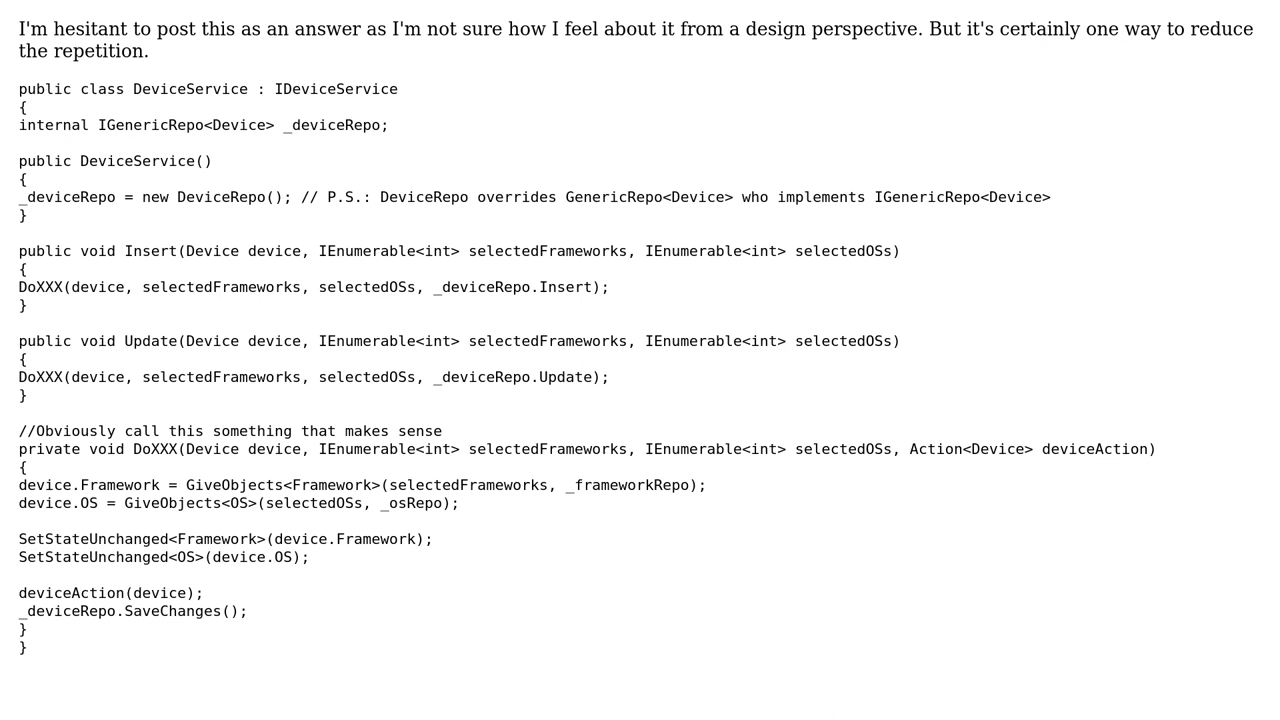 I'm hesitant to post this as an answer as I'm not sure how I feel about it from a design perspective. But it's certainly one way to reduce
the repetition.
public class DeviceService : IDeviceService
{
internal IGenericRepo<Device> _deviceRepo;
public DeviceService()
{
_deviceRepo = new DeviceRepo(); // P.S.: DeviceRepo overrides GenericRepo<Device> who implements IGenericRepo<Device>
}
public void Insert(Device device, IEnumerable<int> selectedFrameworks, IEnumerable<int> selectedOSs)
{
DoXXX(device, selectedFrameworks, selectedOSs, _deviceRepo.Insert);
}
public void Update(Device device, IEnumerable<int> selectedFrameworks, IEnumerable<int> selectedOSs)
{
DoXXX(device, selectedFrameworks, selectedOSs, _deviceRepo.Update);
}
//Obviously call this something that makes sense
private void DoXXX(Device device, IEnumerable<int> selectedFrameworks, IEnumerable<int> selectedOSs, Action<Device> deviceAction)
{
device.Framework = GiveObjects<Framework>(selectedFrameworks, _frameworkRepo);
device.OS = GiveObjects<OS>(selectedOSs, _osRepo);
SetStateUnchanged<Framework>(device.Framework);
SetStateUnchanged<OS>(device.OS);
deviceAction(device);
_deviceRepo.SaveChanges();
}
}